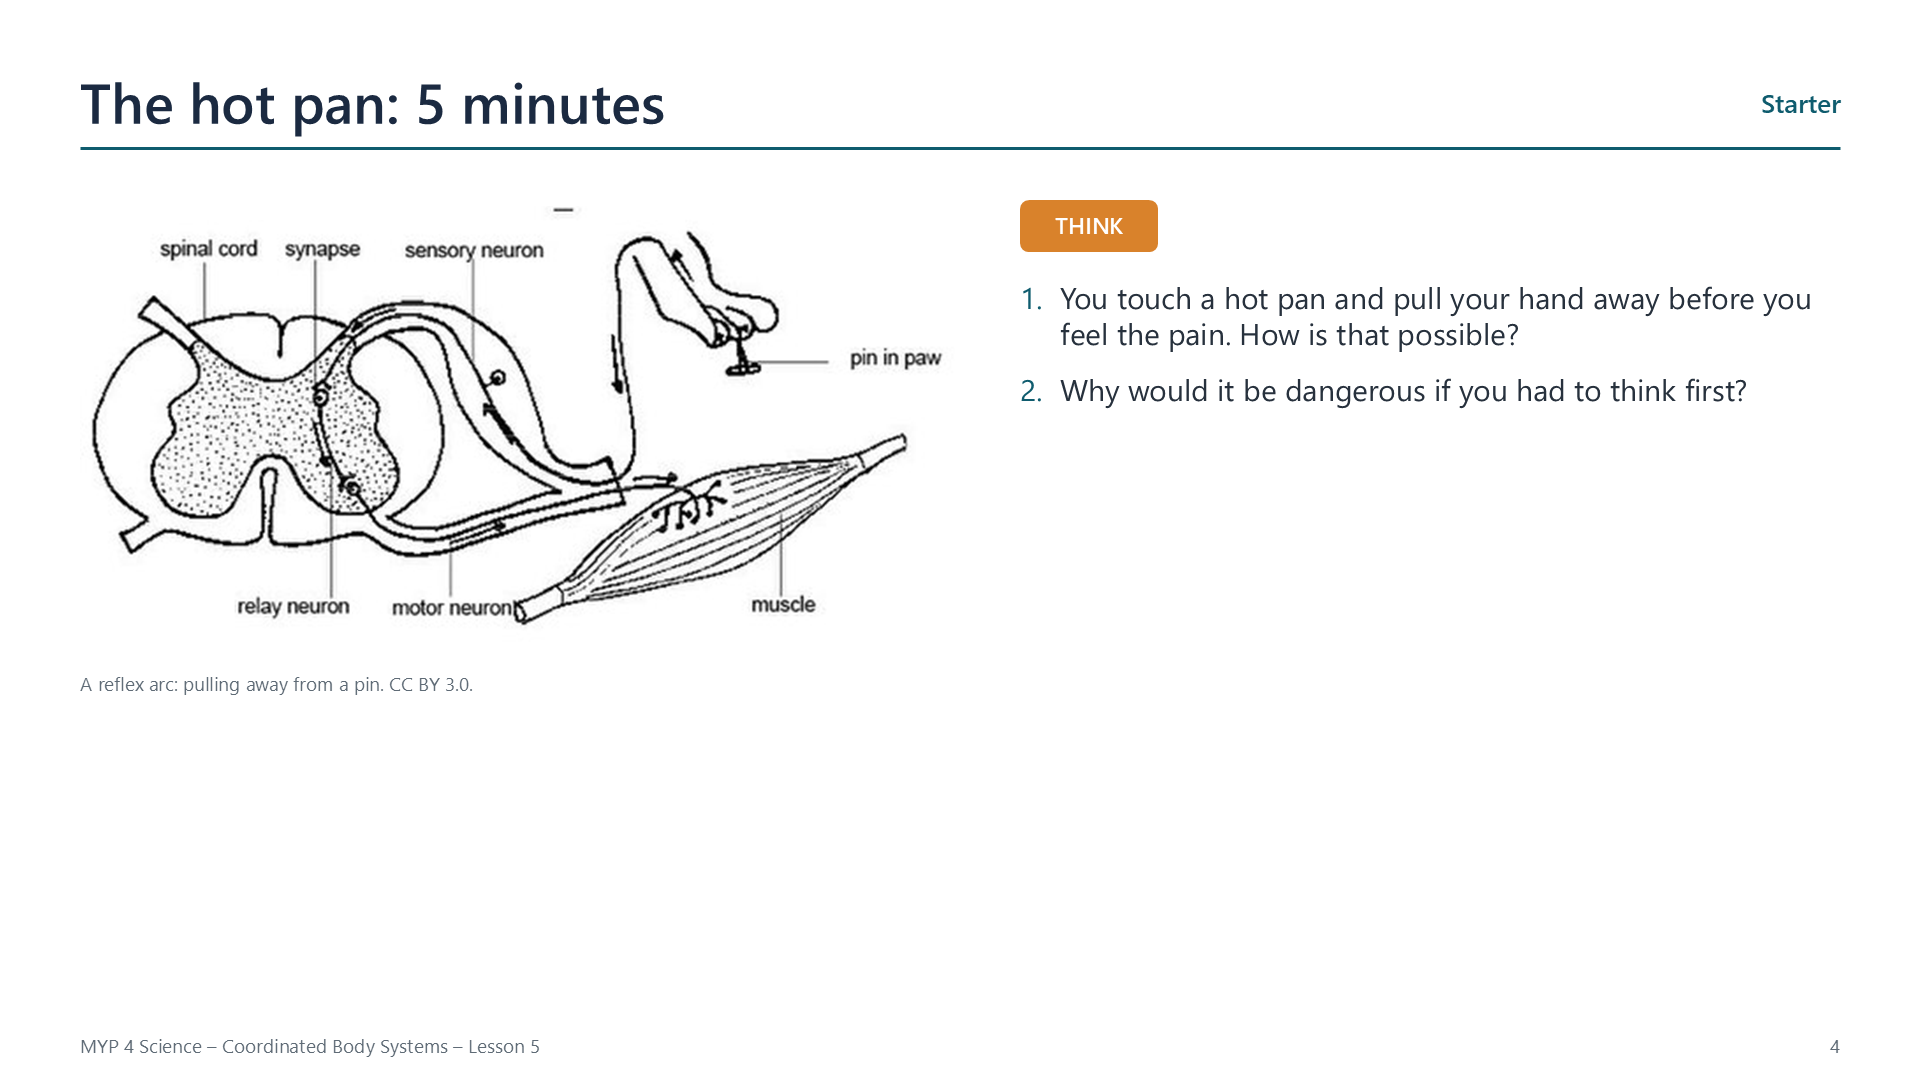 The hot pan: 5 minutes
Starter
spinal cord
synapse
sensory neuron
pin in paw
relay neuron
motor neuron
muscle
A reflex arc: pulling away from a pin. CC BY 3.0.
THINK
1. You touch a hot pan and pull your hand away before you
feel the pain. How is that possible?
2. Why would it be dangerous if you had to think first?
MYP 4 Science – Coordinated Body Systems – Lesson 5
4